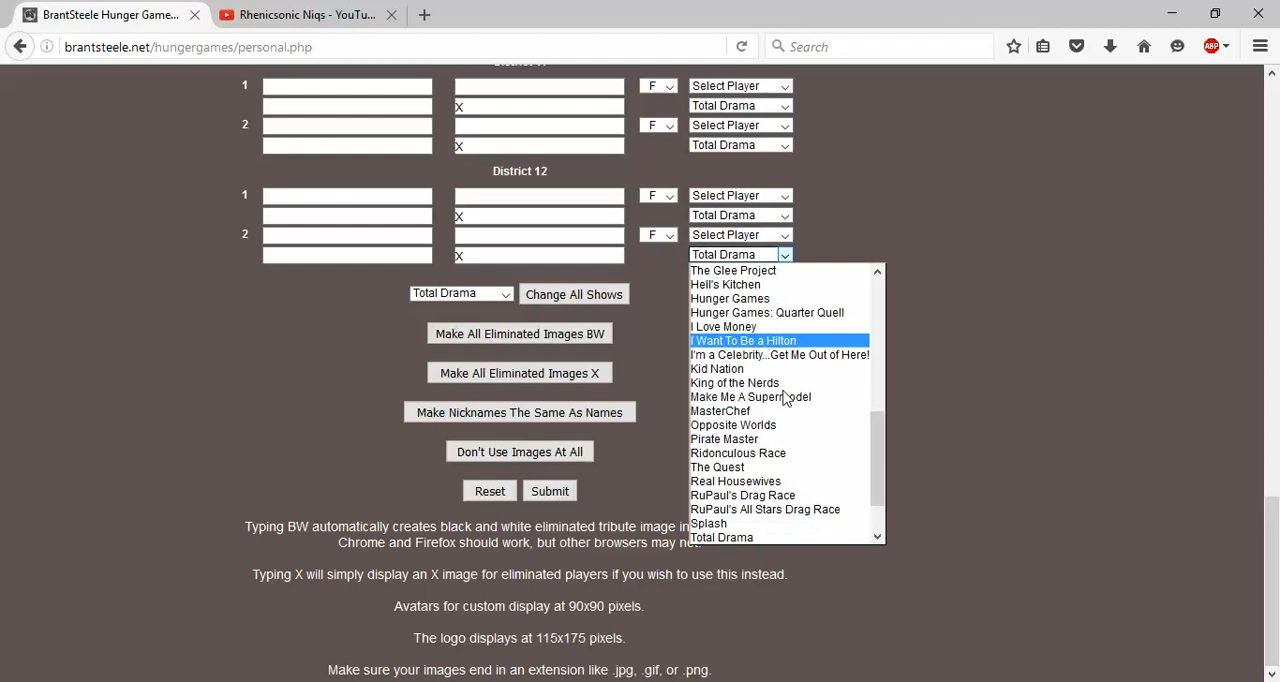 BrantSteele Hunger Game...
Rhenicsonic Niqs - YouTu...
brantsteele.net/hungergames/personal.php
Search
ABP
1 F Select Player
X Total Drama
2 F Select Player
X Total Drama
District 12
1 F Select Player
X Total Drama
2 F Select Player
X Total Drama
The Glee Project
Hell's Kitchen
Hunger Games
Hunger Games: Quarter Quell
I Love Money
I Want To Be a Hilton
I'm a Celebrity...Get Me Out of Here!
Kid Nation
King of the Nerds
Make Me A Supermodel
MasterChef
Opposite Worlds
Pirate Master
Ridonculous Race
The Quest
Real Housewives
RuPaul's Drag Race
RuPaul's All Stars Drag Race
Splash
Total Drama
Total Drama Change All Shows
Make All Eliminated Images BW
Make All Eliminated Images X
Make Nicknames The Same As Names
Don't Use Images At All
Reset Submit
Typing BW automatically creates black and white eliminated tribute image in
Chrome and Firefox should work, but other browsers may not.
Typing X will simply display an X image for eliminated players if you wish to use this instead.
Avatars for custom display at 90x90 pixels.
The logo displays at 115x175 pixels.
Make sure your images end in an extension like .jpg, .gif, or .png.